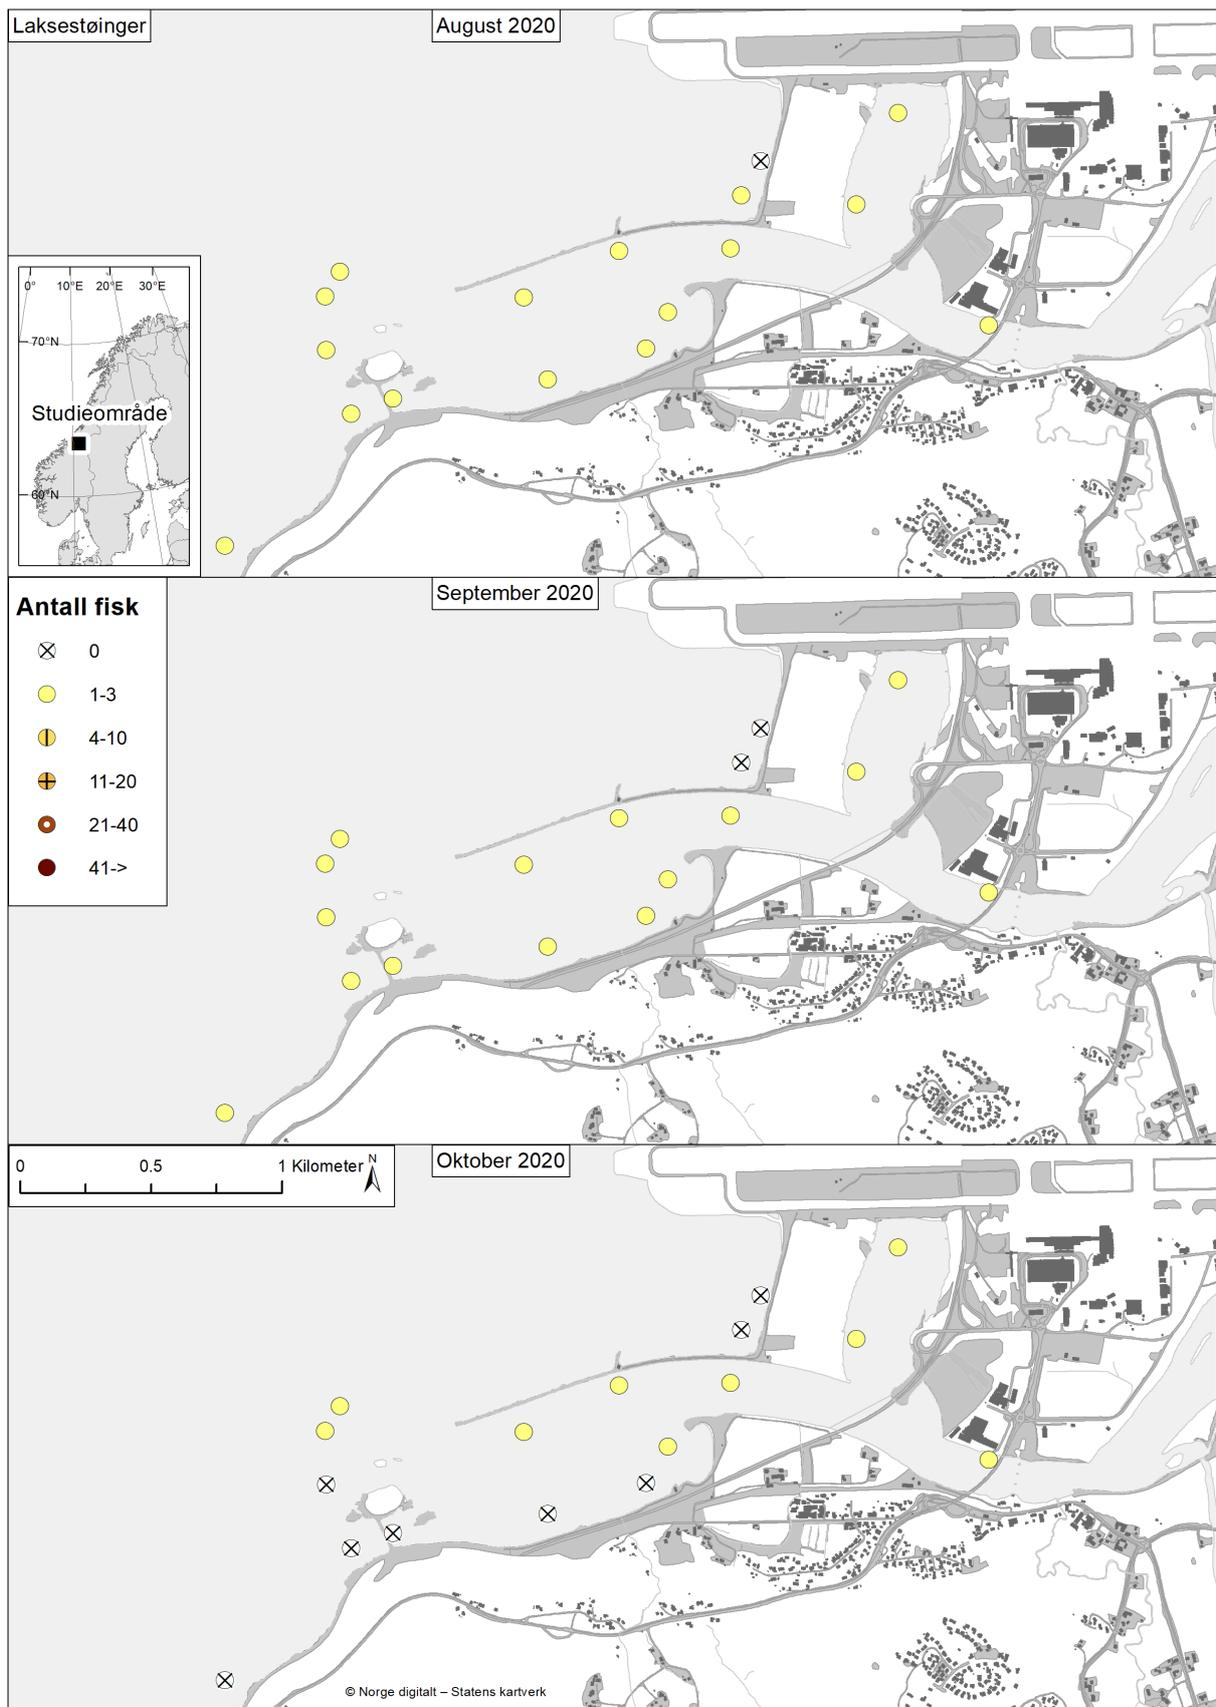 Laksestøinger
August 2020
0° 10°E 20°E 30°E
70°N
Studieområde
60°N
September 2020
Antall fisk
0
1-3
4-10
11-20
21-40
41->
Oktober 2020
0 0.5 1 Kilometer
N
© Norge digitalt – Statens kartverk